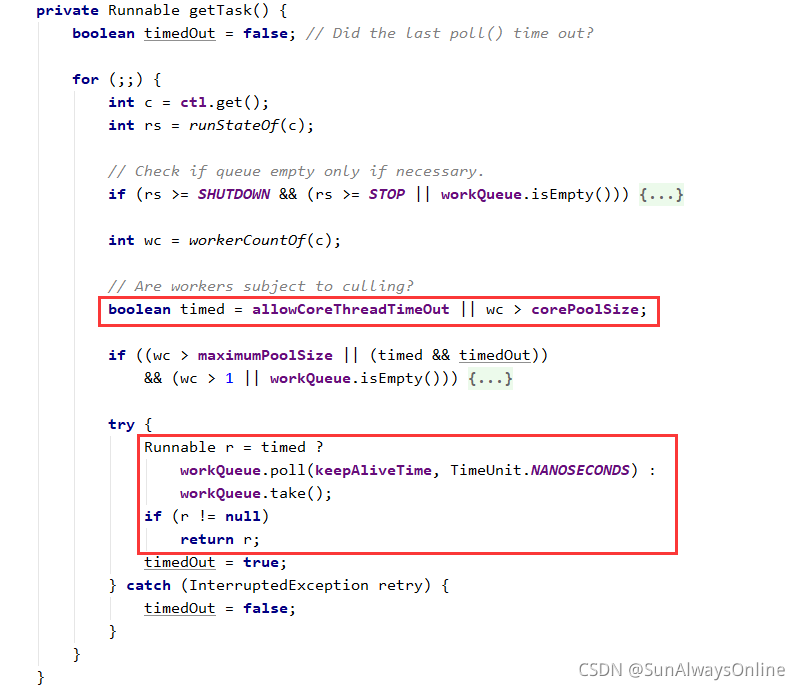 private Runnable getTask() {
boolean timedOut = false; // Did the last poll() time out?
for (;;) {
int c = ctl.get();
int rs = runStateOf(c);
// Check if queue empty only if necessary.
if (rs >= SHUTDOWN && (rs >= STOP || workQueue.isEmpty())) {...}
int wc = workerCountOf(c);
// Are workers subject to culling?
boolean timed = allowCoreThreadTimeOut || wc > corePoolSize;
if ((wc > maximumPoolSize || (timed && timedOut))
&& (wc > 1 || workQueue.isEmpty())) {...}
try {
Runnable r = timed ?
workQueue.poll(keepAliveTime, TimeUnit.NANOSECONDS) :
workQueue.take();
if (r != null)
return r;
timedOut = true;
} catch (InterruptedException retry) {
timedOut = false;
}
}
}
CSDN @SunAlwaysOnline